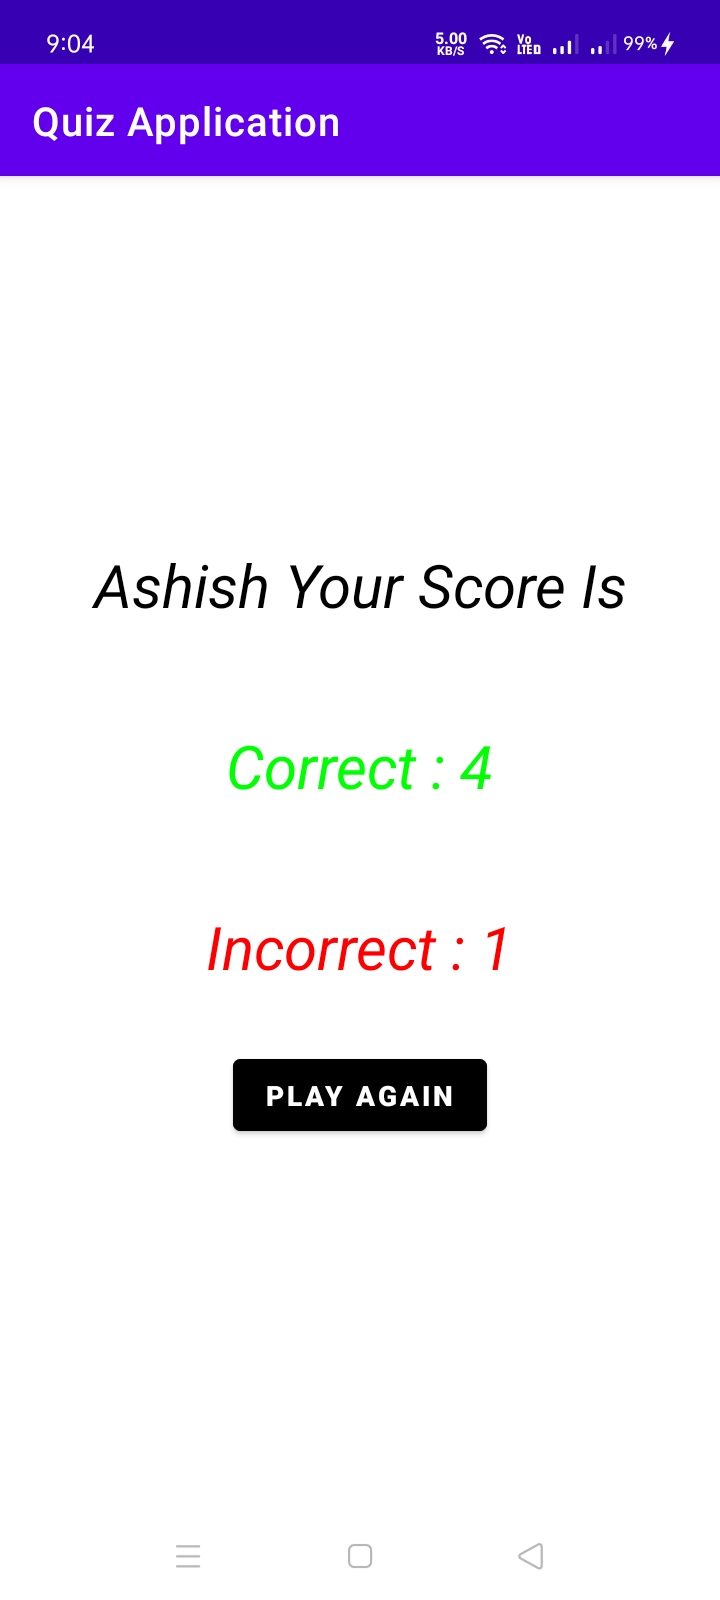 9:04 5.00 KB/S Vo LTE 99%
Quiz Application
Ashish Your Score Is
Correct : 4
Incorrect : 1
PLAY AGAIN